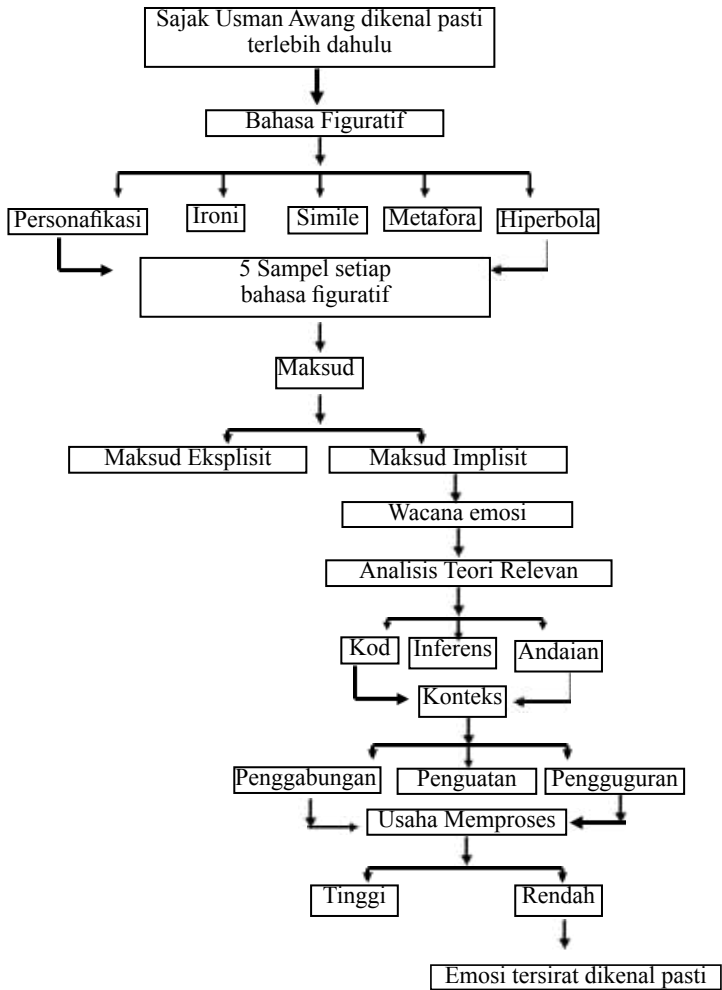 Sajak Usman Awang dikenal pasti
terlebih dahulu
Bahasa Figuratif
Personafikasi
Ironi
Simile
Metafora
Hiperbola
5 Sampel setiap
bahasa figuratif
Maksud
Maksud Eksplisit
Maksud Implisit
Wacana emosi
Analisis Teori Relevan
Kod
Inferens
Andaian
Konteks
Penggabungan
Penguatan
Pengguguran
Usaha Memproses
Tinggi
Rendah
Emosi tersirat dikenal pasti